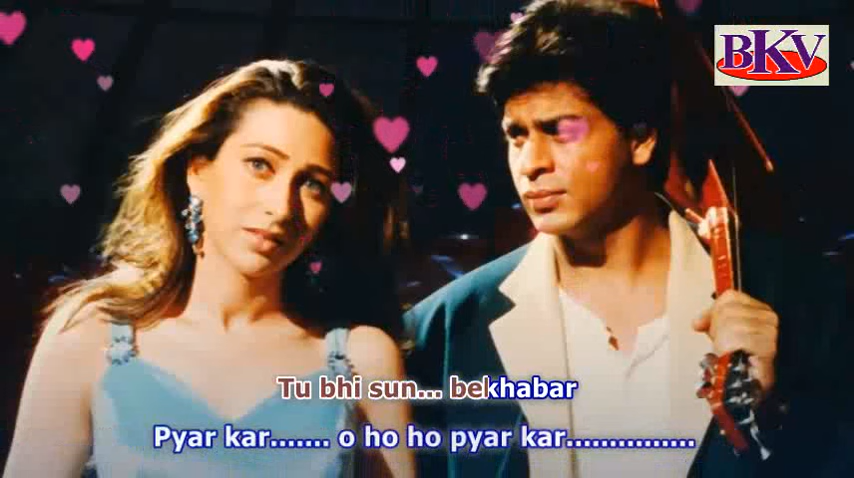 BKV
Tu bhi sun... bekhabar
Pyar kar....... o ho ho pyar kar...............